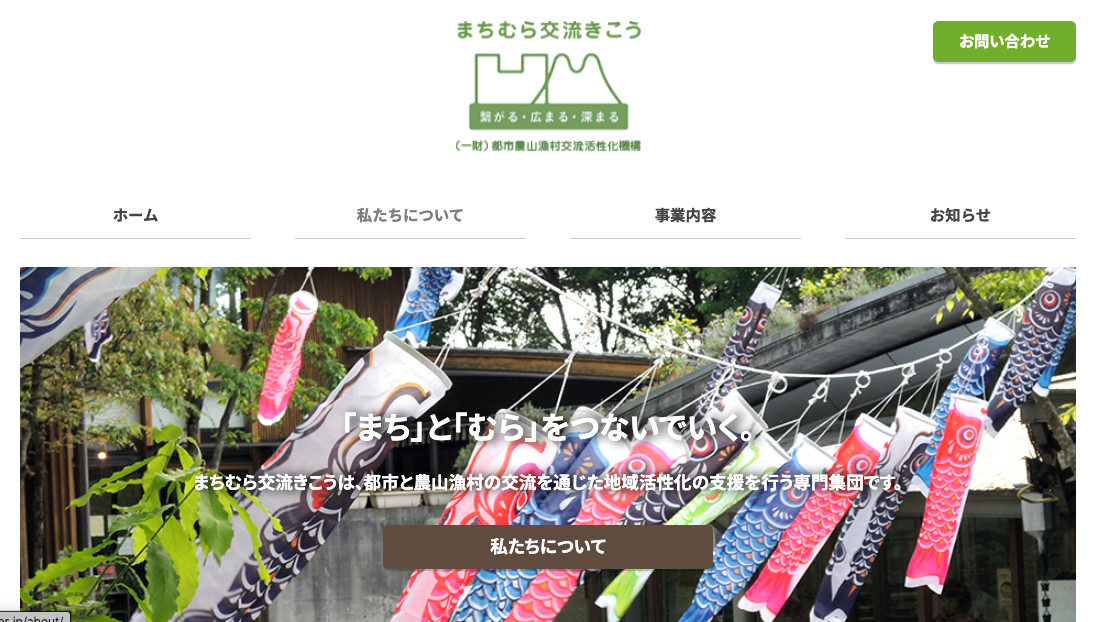 まちむら交流きこう
繋がる・広まる・深まる
(一財)都市農山漁村交流活性化機構
お問い合わせ
ホーム
私たちについて
事業内容
お知らせ
「まち」と「むら」をつないでいく。
まちむら交流きこうは、都市と農山漁村の交流を通じた地域活性化の支援を行う専門集団です。
私たちについて
or.jp/about/